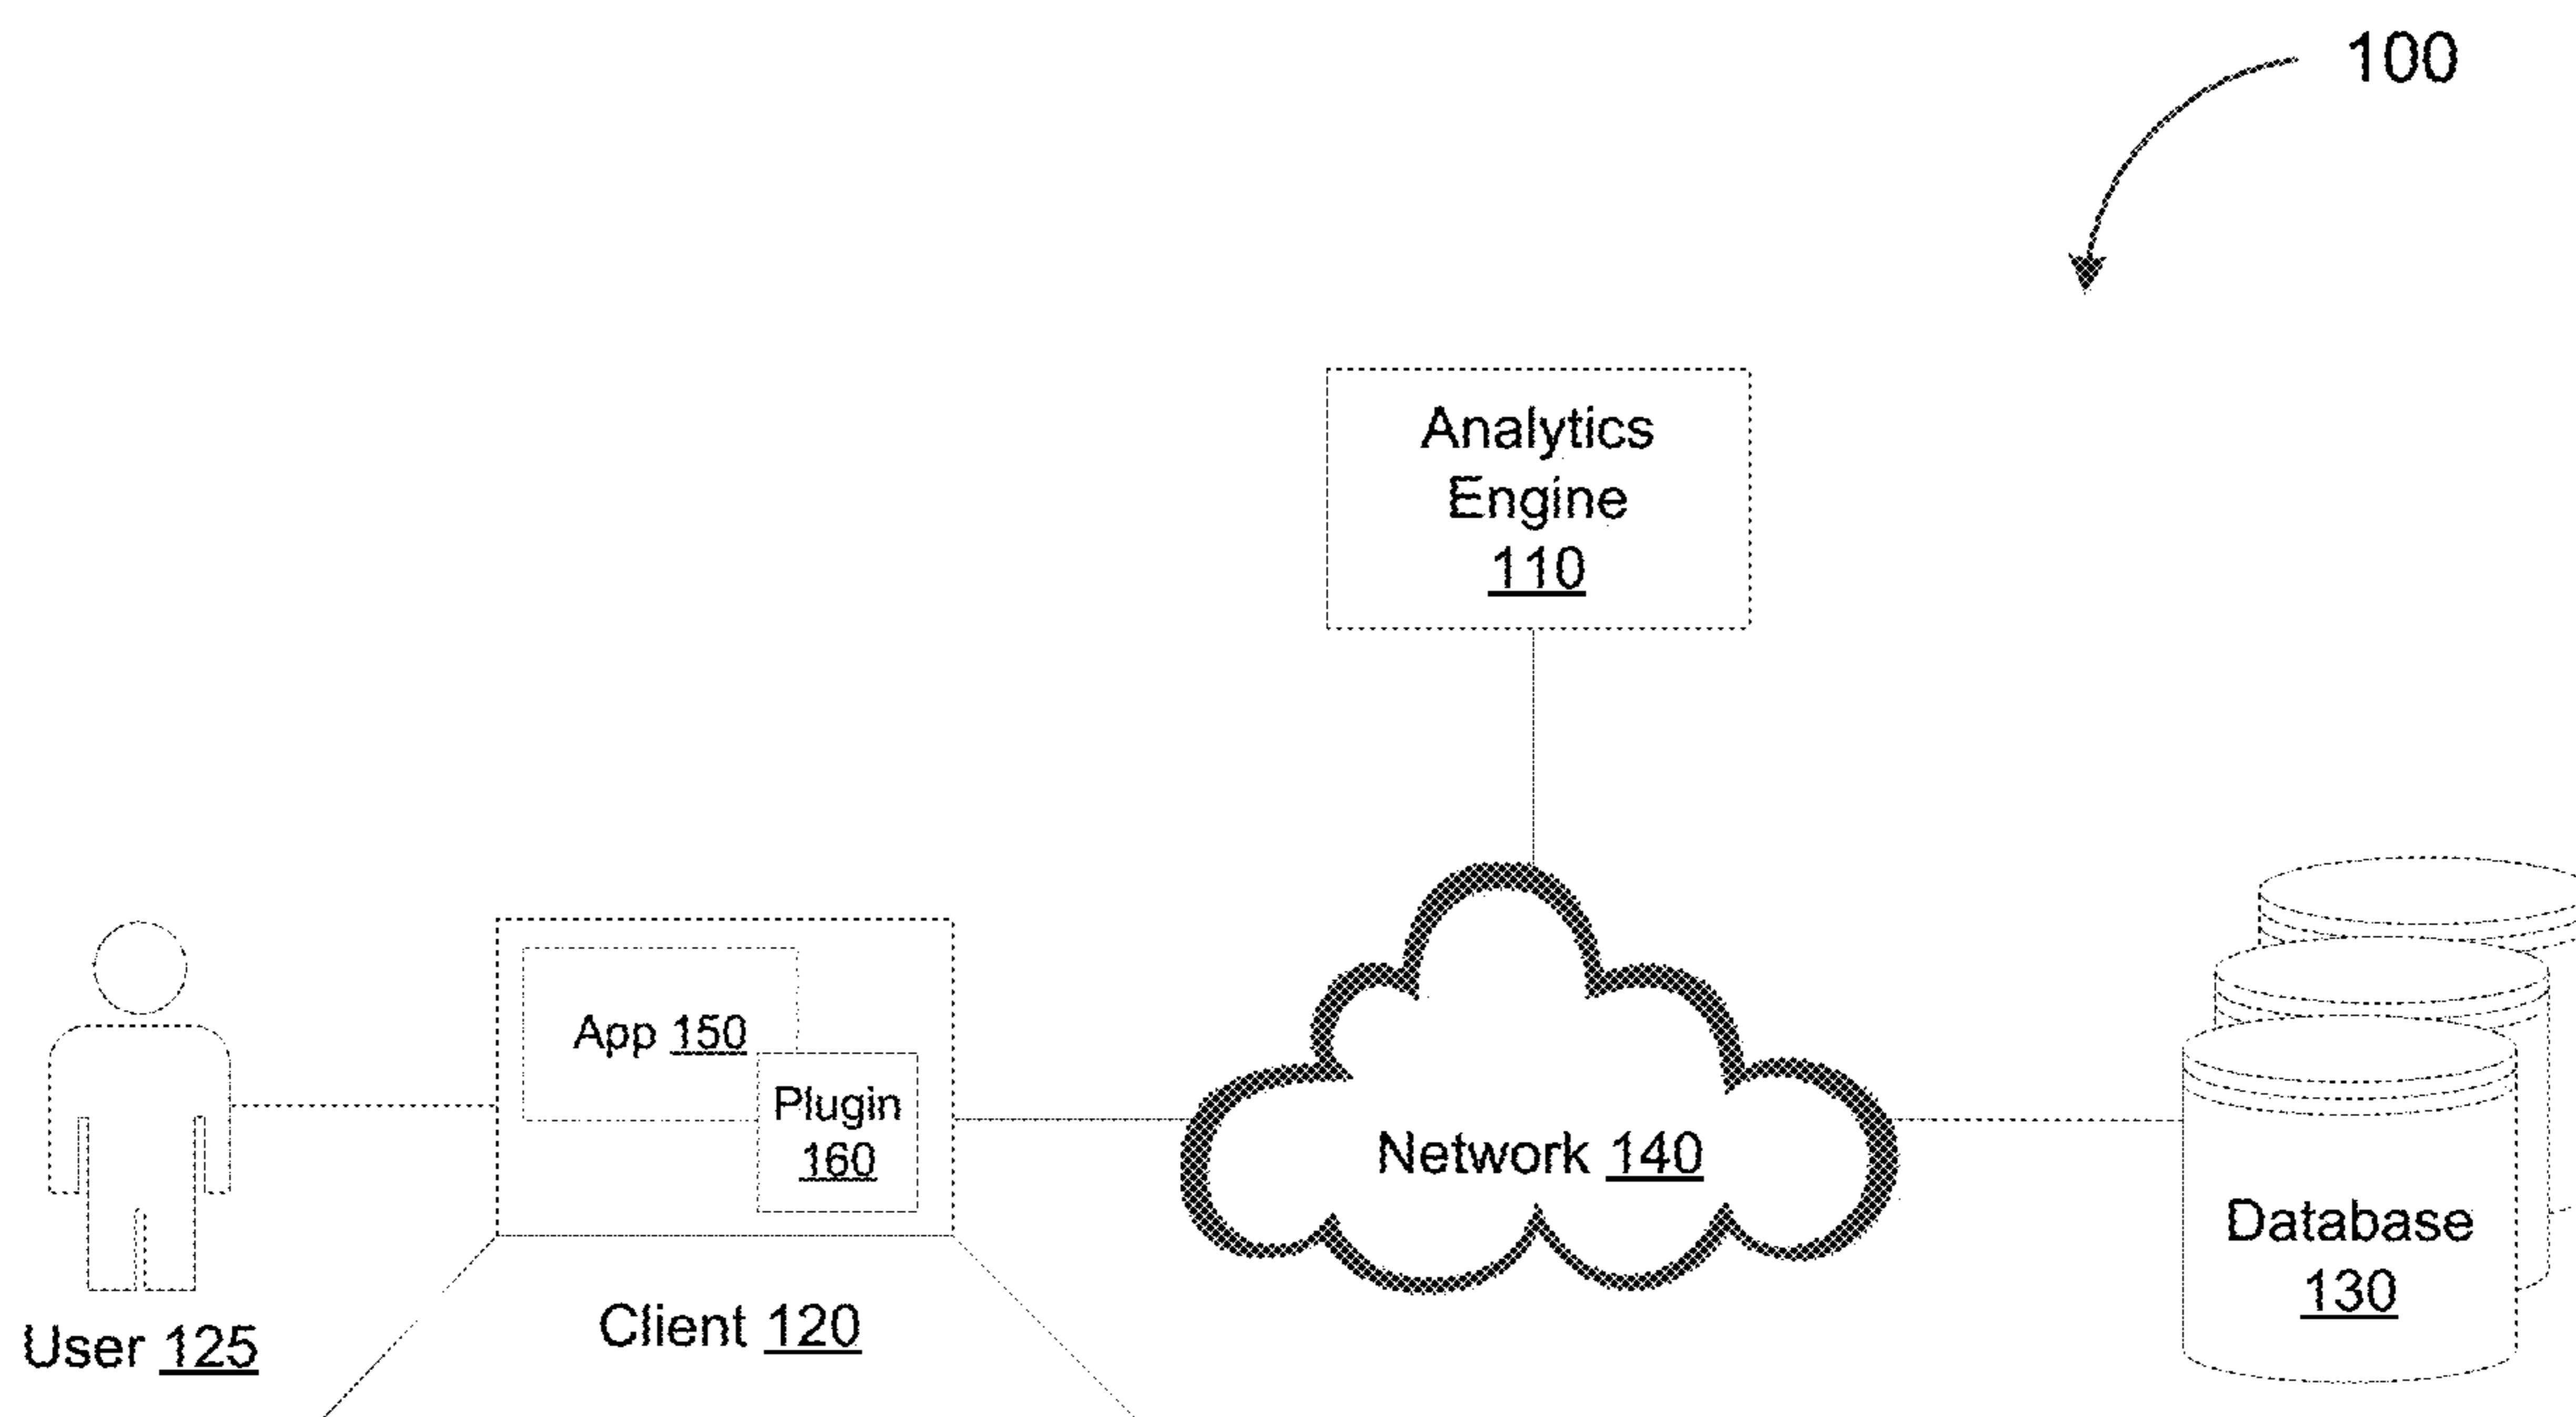 100
Analytics
Engine
110
App 150
Plugin
160
Network 140
Database
130
Client 120
User 125